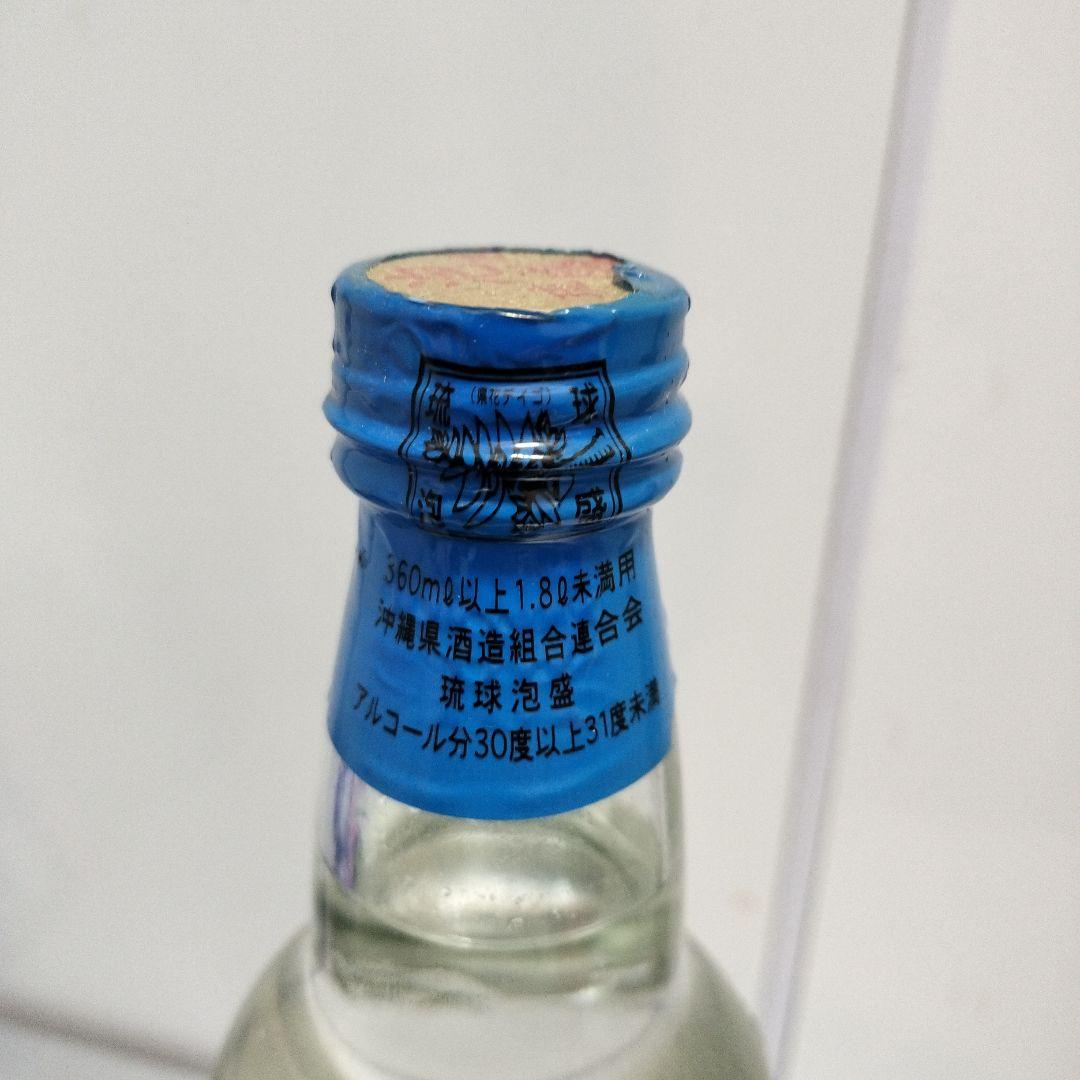 琉 (県花デイゴ) 球
泡 盛
360mℓ以上1.8ℓ未満用
沖縄県酒造組合連合会
琉球泡盛
アルコール分30度以上31度未満